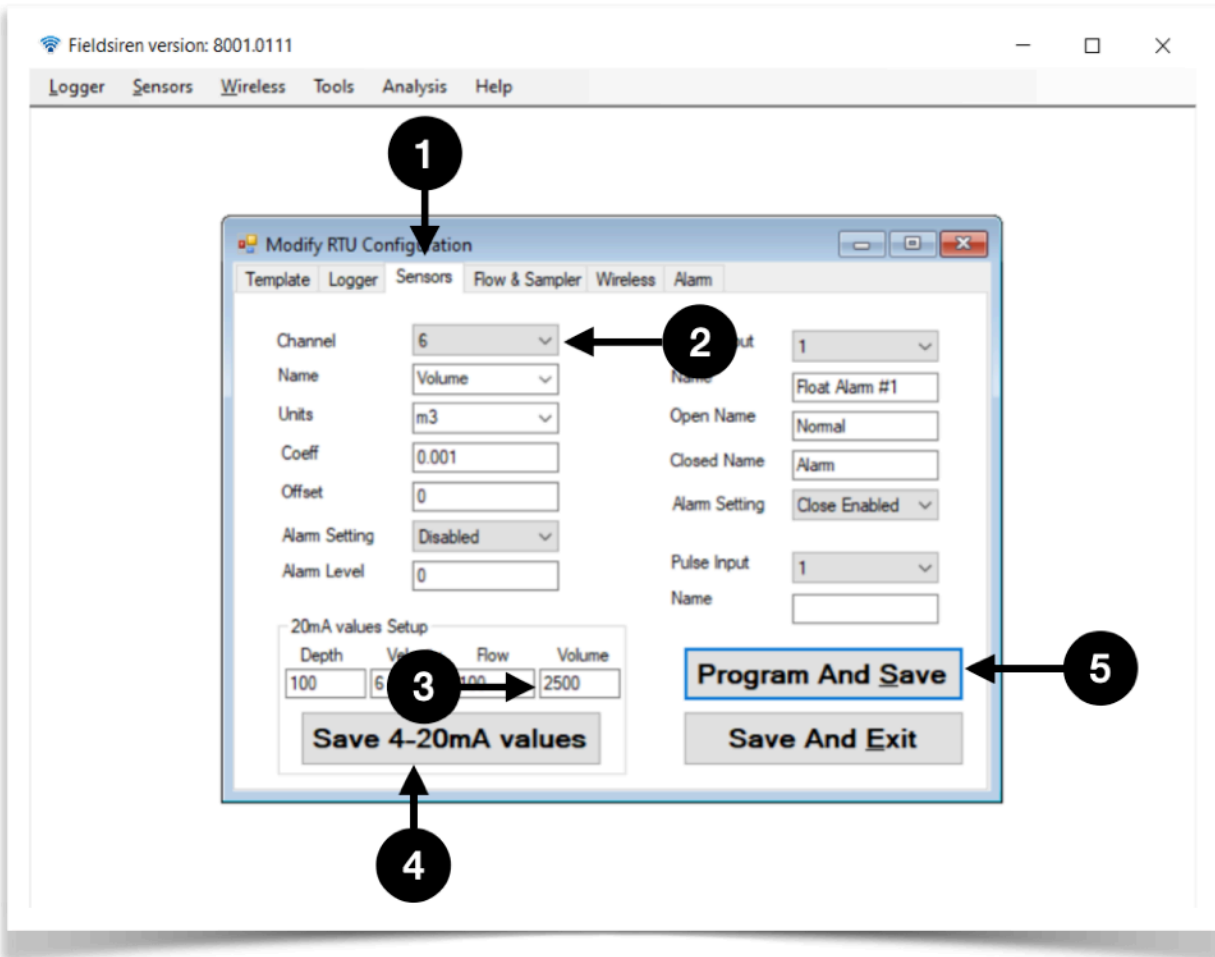 Fieldsiren version: 8001.0111
Logger Sensors Wireless Tools Analysis Help
1
Modify RTU Configuration
Template Logger Sensors Flow & Sampler Wireless Alarm
Channel 6
2
1
Name Volume
Name Float Alarm #1
Units m3
Open Name Normal
Coeff 0.001
Closed Name Alarm
Offset 0
Alarm Setting Close Enabled
Alarm Setting Disabled
Pulse Input 1
Alarm Level 0
Name
20mA values Setup
Depth Flow Volume
100 6 3 100 2500
Program And Save
5
Save 4-20mA values
Save And Exit
4